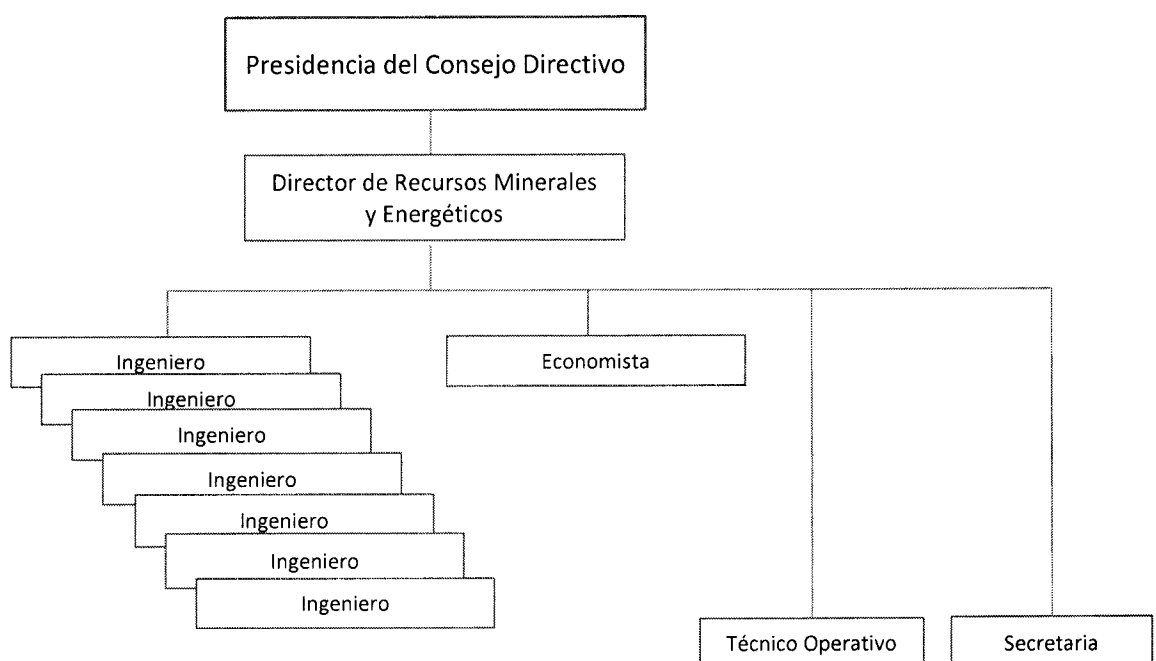 Presidencia del Consejo Directivo
Director de Recursos Minerales
y Energéticos
Ingeniero
Economista
Ingeniero
Ingeniero
Ingeniero
Ingeniero
Ingeniero
Ingeniero
Técnico Operativo
Secretaria